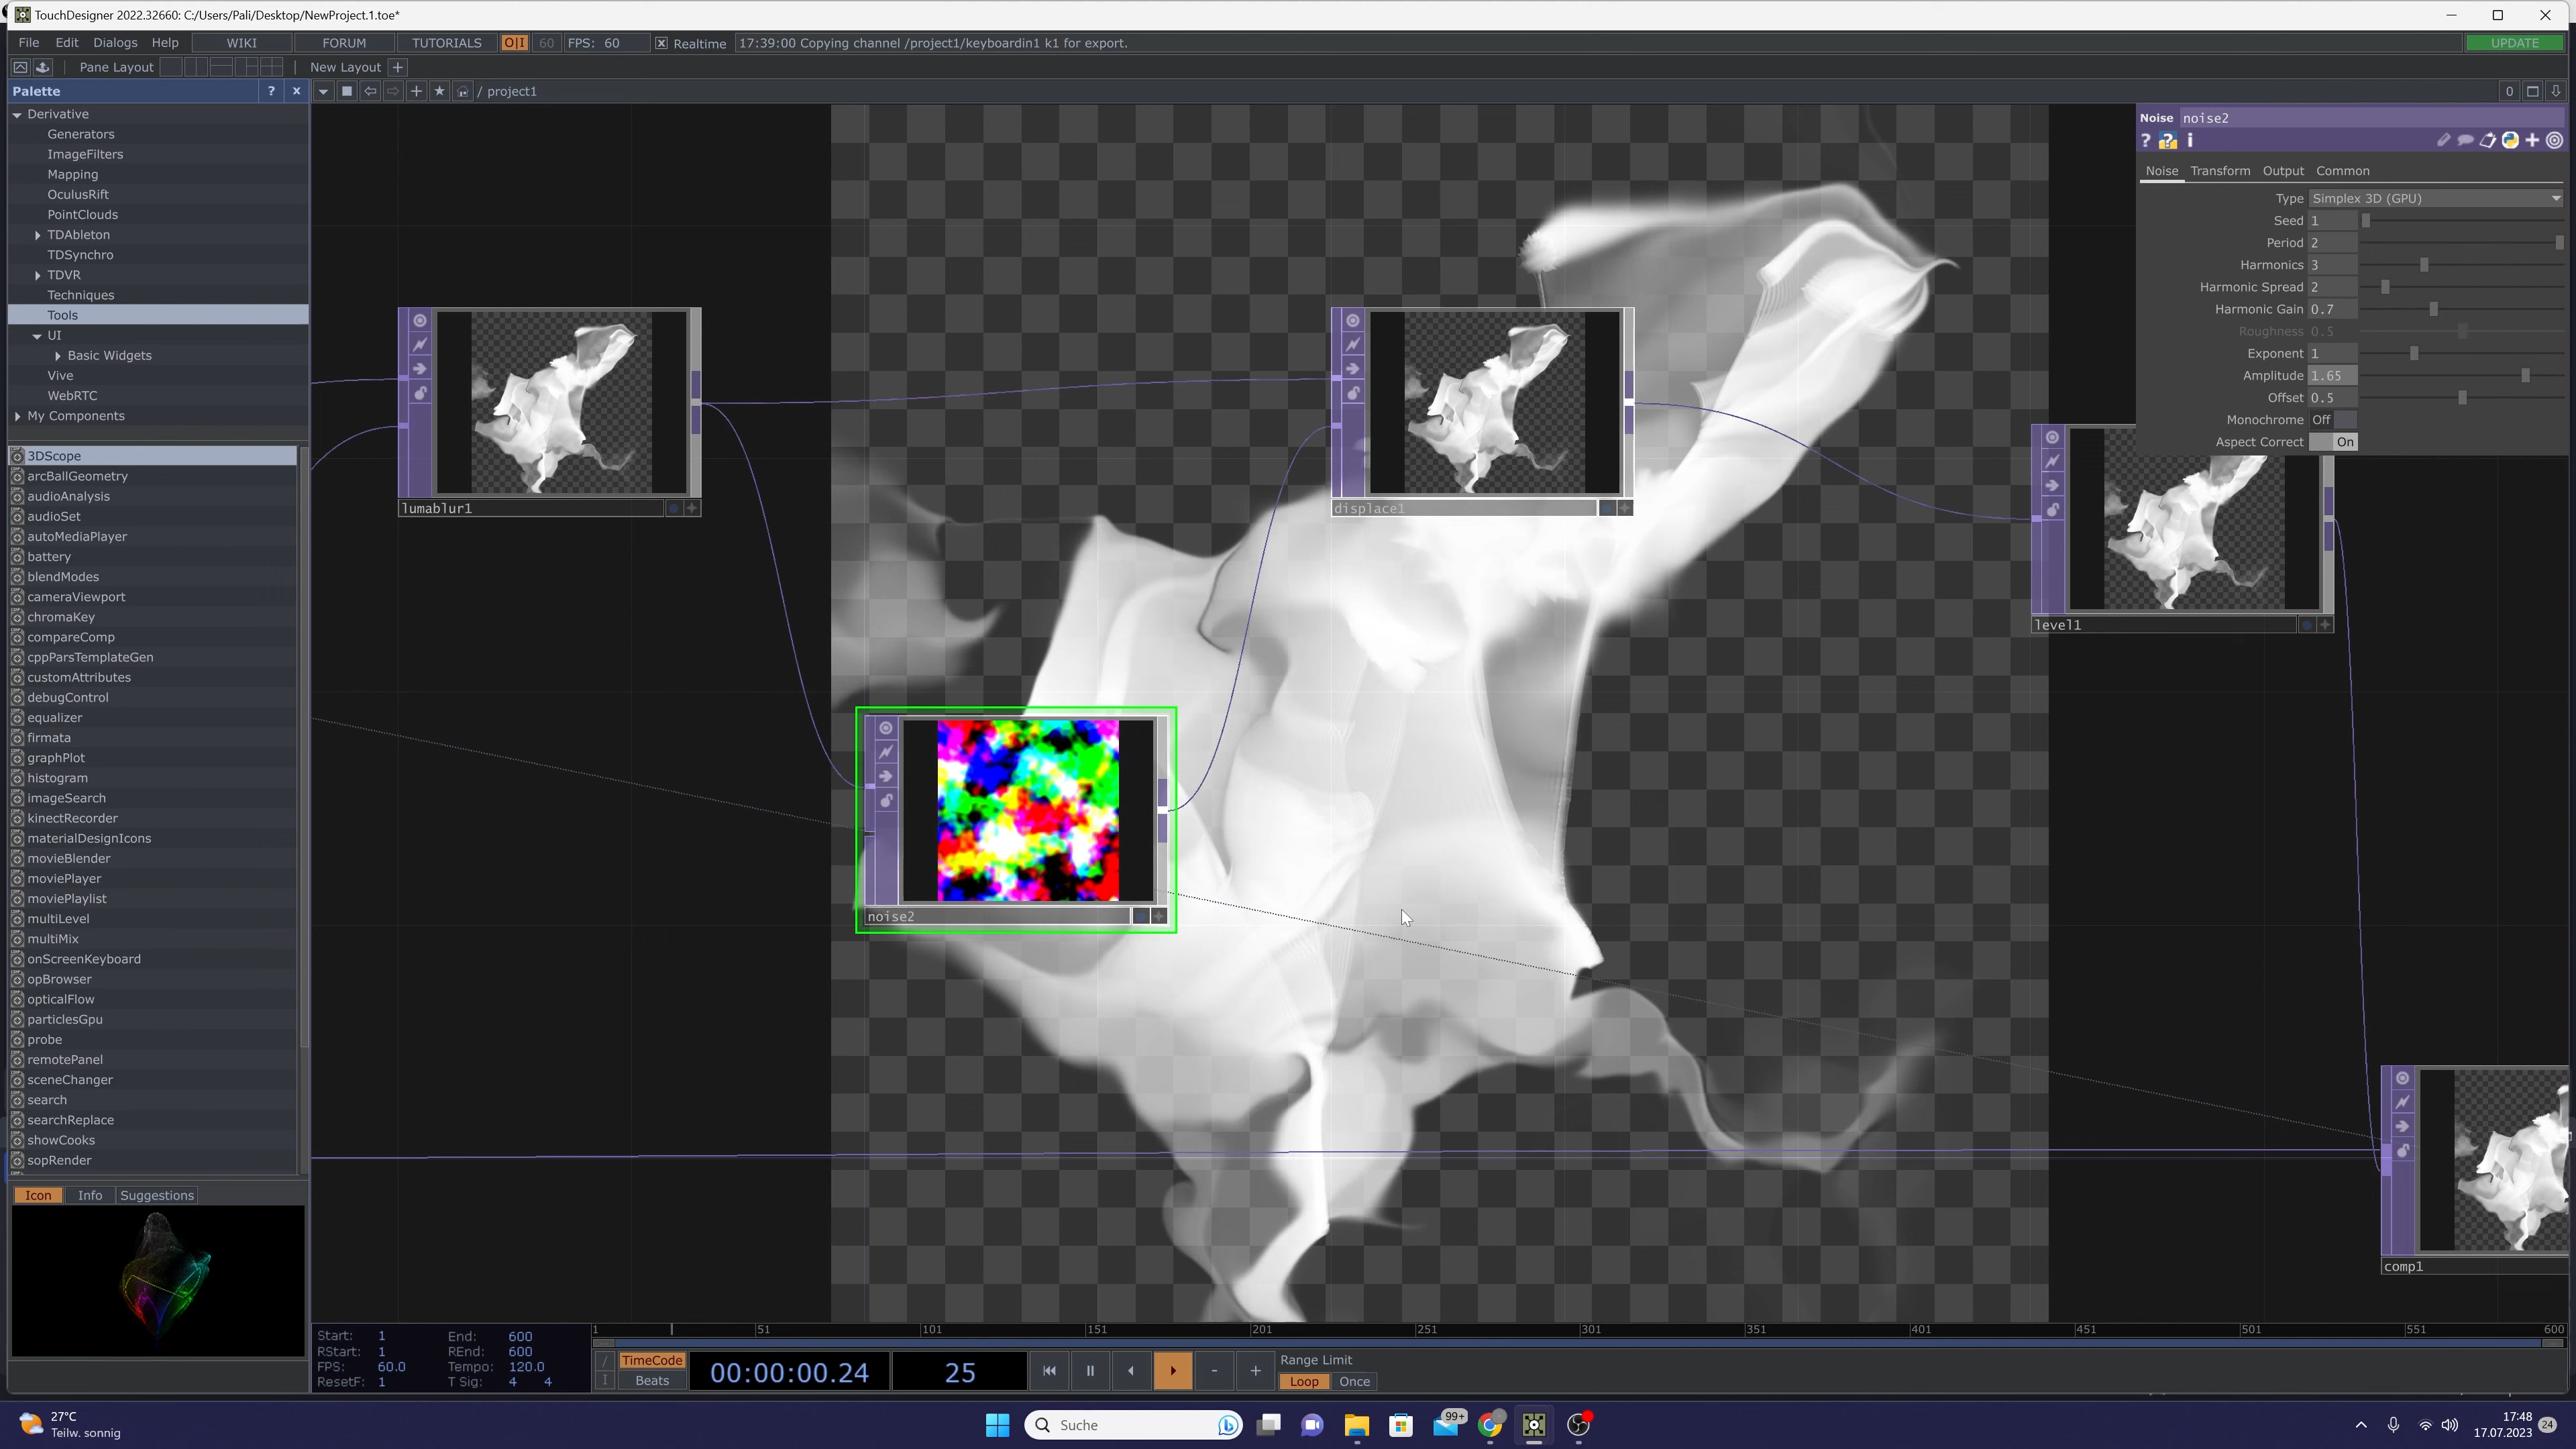 TouchDesigner 2022.32660: C:/Users/Pali/Desktop/NewProject.1.toe*
File Edit Dialogs Help WIKI FORUM TUTORIALS O|I 60 FPS: 60 Realtime 17:39:00 Copying channel /project1/keyboardin1 k1 for export. UPDATE
Pane Layout New Layout +
Palette ? x / project1 0
Derivative
Generators
ImageFilters
Mapping
OculusRift
PointClouds
TDAbleton
TDSynchro
TDVR
Techniques
Tools
UI
Basic Widgets
Vive
WebRTC
My Components
3DScope
arcBallGeometry
audioAnalysis
audioSet
autoMediaPlayer
battery
blendModes
cameraViewport
chromaKey
compareComp
cppParsTemplateGen
customAttributes
debugControl
equalizer
firmata
graphPlot
histogram
imageSearch
kinectRecorder
materialDesignIcons
movieBlender
moviePlayer
moviePlaylist
multiLevel
multiMix
onScreenKeyboard
opBrowser
opticalFlow
particlesGpu
probe
remotePanel
sceneChanger
search
searchReplace
showCooks
sopRender
Icon Info Suggestions
lumablur1
displace1
noise2
level1
comp1
Noise noise2
? ? i
Noise Transform Output Common
Type Simplex 3D (GPU)
Seed 1
Period 2
Harmonics 3
Harmonic Spread 2
Harmonic Gain 0.7
Roughness 0.5
Exponent 1
Amplitude 1.65
Offset 0.5
Monochrome Off
Aspect Correct On
1 51 101 151 201 251 301 351 401 451 501 551 600
Start: 1 End: 600
RStart: 1 REnd: 600
FPS: 60.0 Tempo: 120.0
ResetF: 1 T Sig: 4 4
TimeCode
Beats
00:00:00.24 25
Range Limit
Loop Once
27°C
Teilw. sonnig
Suche
99+
17:48
17.07.2023
24